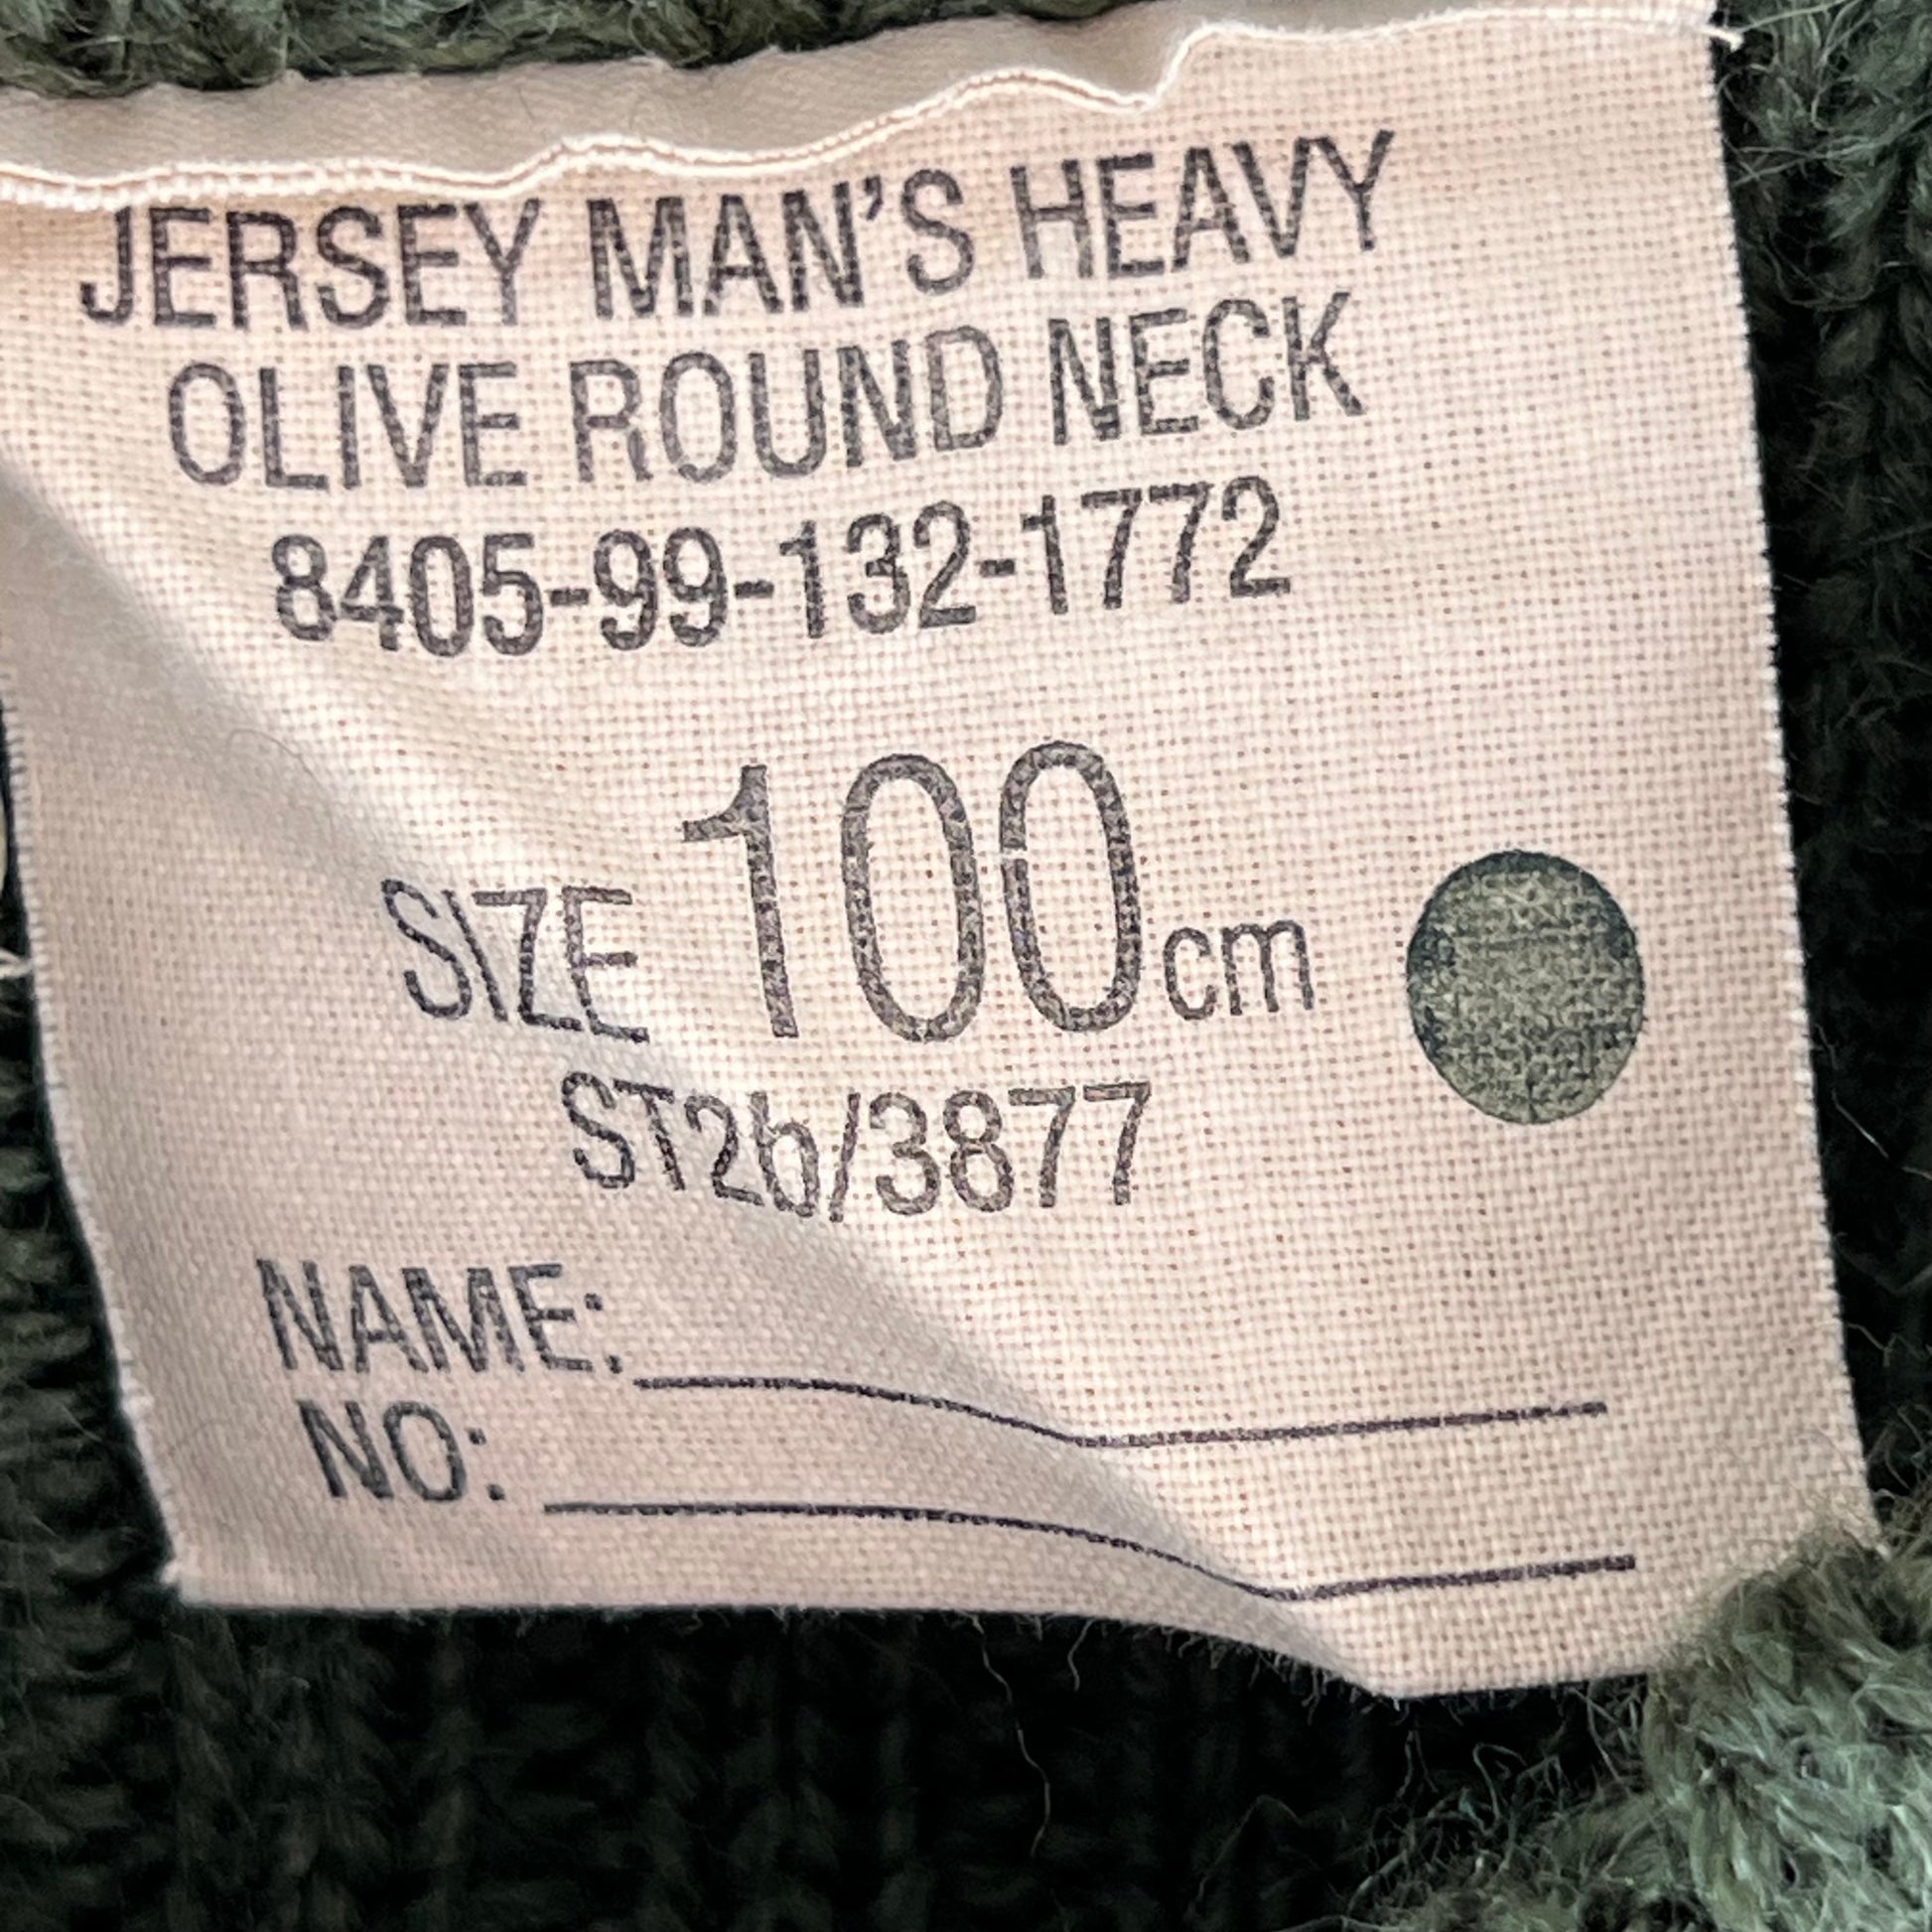 JERSEY MAN'S HEAVY
OLIVE ROUND NECK
8405-99-132-1772
SIZE 100cm
ST2b/3877
NAME:
NO: